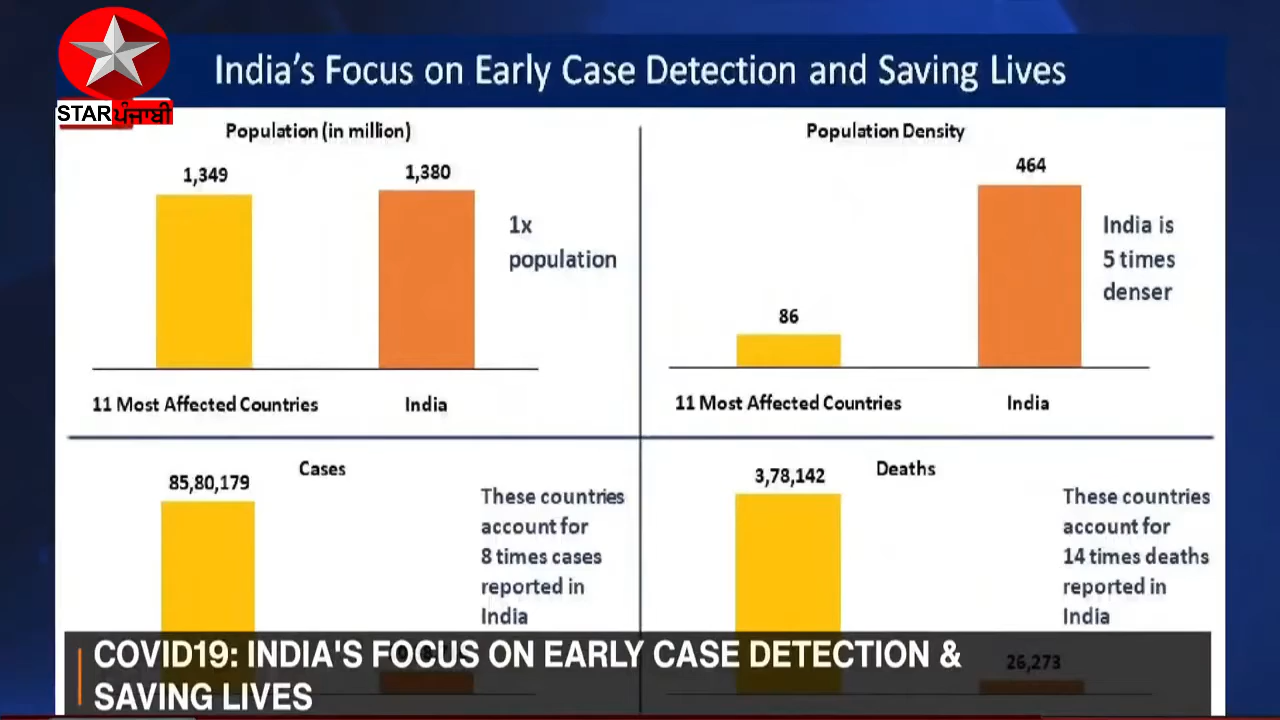 STAR ਪੰਜਾਬੀ
India's Focus on Early Case Detection and Saving Lives
Population (in million)
1,349
1,380
1x
population
11 Most Affected Countries
India
Population Density
86
464
India is
5 times
denser
11 Most Affected Countries
India
Cases
85,80,179
These countries
account for
8 times cases
reported in
India
Deaths
3,78,142
These countries
account for
14 times deaths
reported in
India
26,273
COVID19: INDIA'S FOCUS ON EARLY CASE DETECTION &
SAVING LIVES